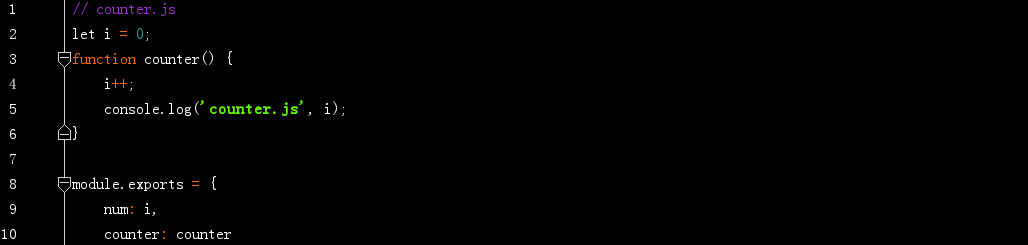 1 // counter.js
2 let i = 0;
3 function counter() {
4     i++;
5     console.log('counter.js', i);
6 }
7
8 module.exports = {
9     num: i,
10     counter: counter